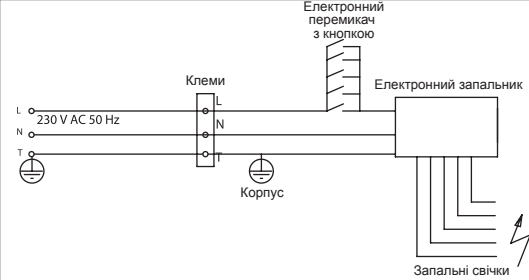 Електронний
перемикач
з кнопкою
Клеми
Електронний запальник
L
L
230 V AC 50 Hz
N
N
T
T
Корпус
Запальні свічки